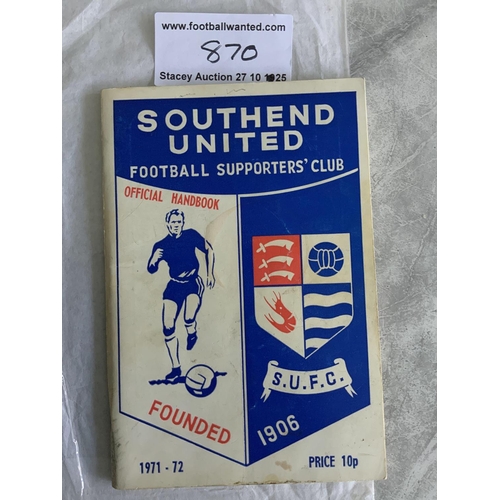 www.footballwanted.com
870
Stacey Auction 27 10 2025
SOUTHEND
UNITED
FOOTBALL SUPPORTERS' CLUB
OFFICIAL HANDBOOK
S.U.F.C.
FOUNDED
1906
1971-72
PRICE 10p